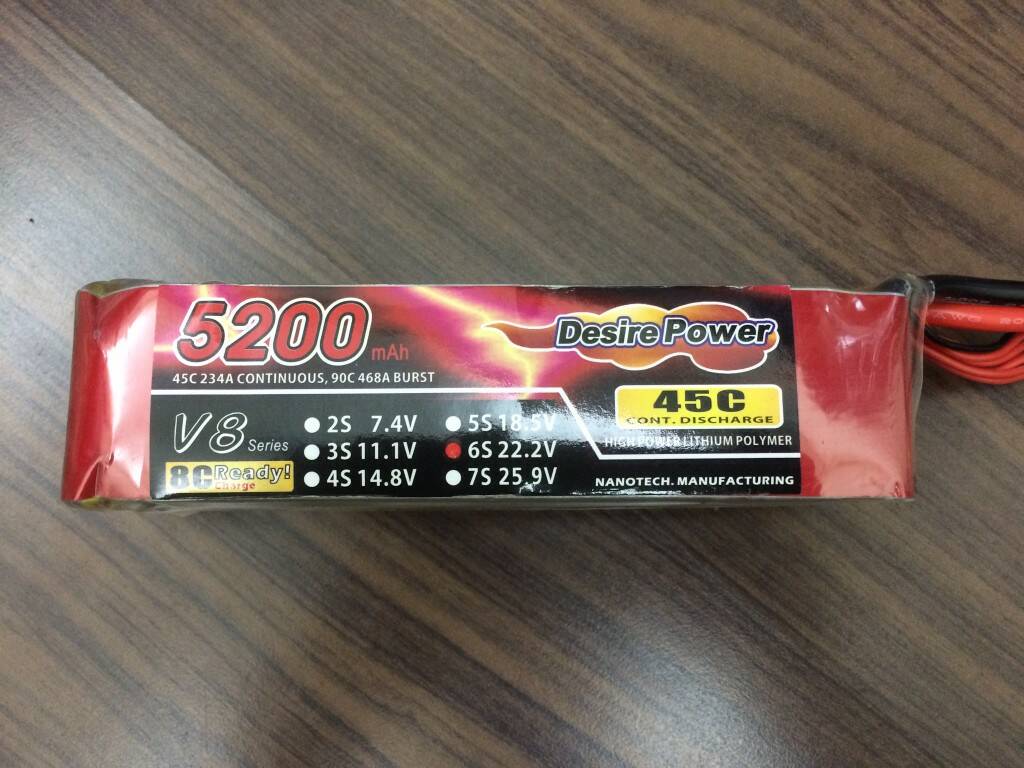 5200 mAh
45C 234A CONTINUOUS, 90C 468A BURST
Desire Power
45C
CONT. DISCHARGE
HIGH POWER LITHIUM POLYMER
NANOTECH. MANUFACTURING
V8 Series
8C Ready!
Charge
2S 7.4V
3S 11.1V
4S 14.8V
5S 18.5V
6S 22.2V
7S 25.9V